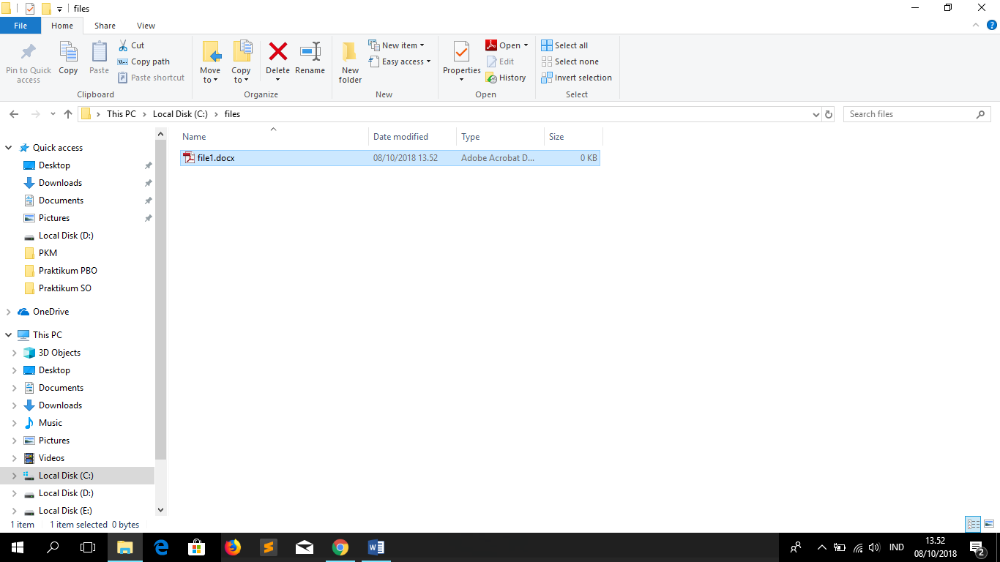 files
File Home Share View
Pin to Quick access
Copy
Paste
Cut
Copy path
Paste shortcut
Clipboard
Move to
Copy to
Delete
Rename
Organize
New folder
New item
Easy access
New
Properties
Open
Edit
History
Open
Select all
Select none
Invert selection
Select
This PC Local Disk (C:) files
Search files
Name Date modified Type Size
file1.docx 08/10/2018 13.52 Adobe Acrobat D... 0 KB
Quick access
Desktop
Downloads
Documents
Pictures
Local Disk (D:)
PKM
Praktikum PBO
Praktikum SO
OneDrive
This PC
3D Objects
Desktop
Documents
Downloads
Music
Pictures
Videos
Local Disk (C:)
Local Disk (D:)
Local Disk (E:)
1 item 1 item selected 0 bytes
IND
13.52
08/10/2018
2